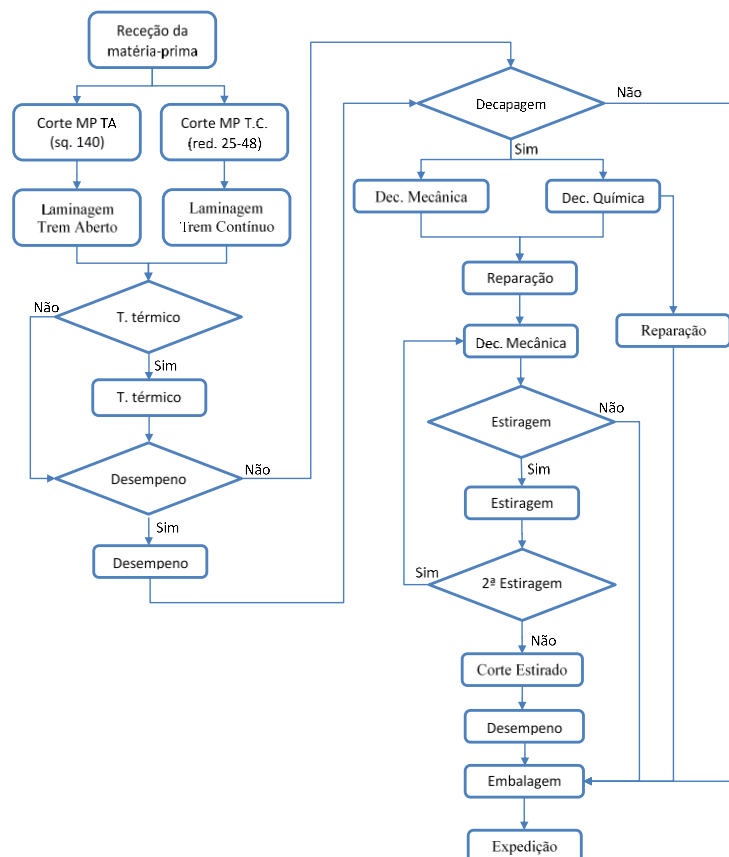 Receção da
matéria-prima
Corte MP TA
(sq. 140)
Corte MP T.C.
(red. 25-48)
Laminagem
Trem Aberto
Laminagem
Trem Contínuo
Não
T. térmico
Sim
T. térmico
Desempeno
Não
Sim
Desempeno
Decapagem
Não
Sim
Dec. Mecânica
Dec. Química
Reparação
Reparação
Dec. Mecânica
Estiragem
Não
Sim
Estiragem
2ª Estiragem
Sim
Não
Corte Estirado
Desempeno
Embalagem
Expedição